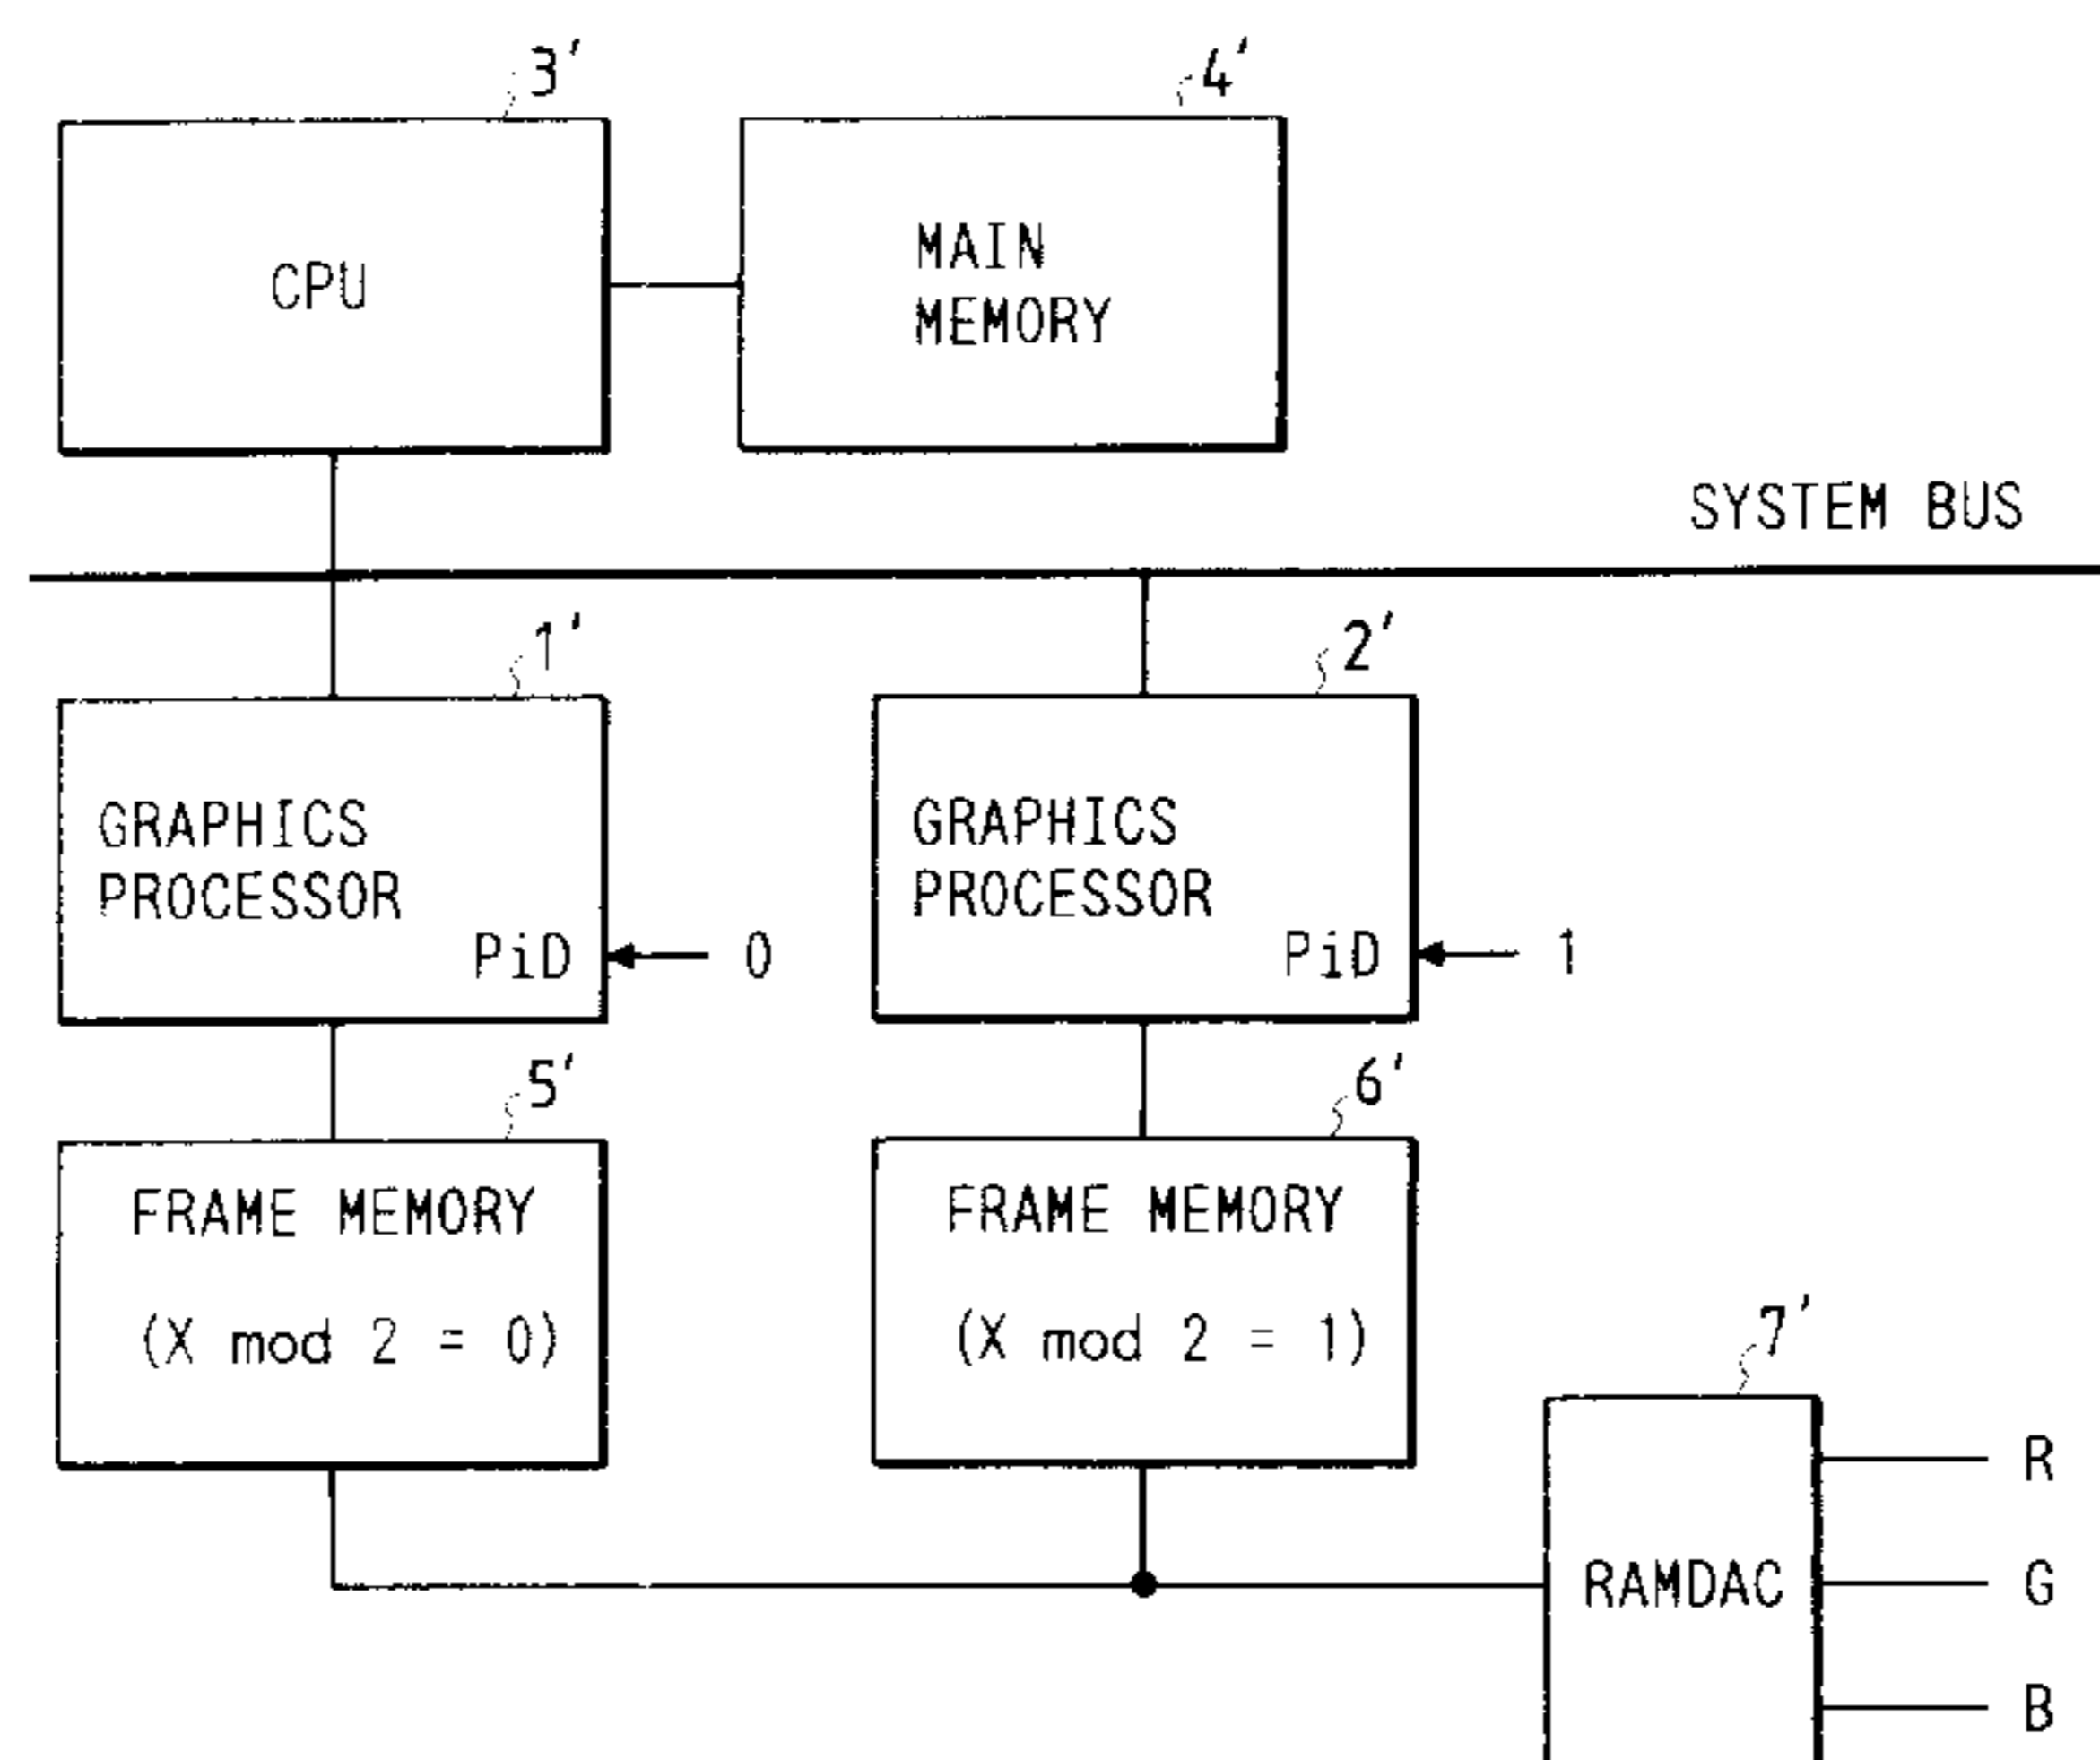 3'
4'
CPU
MAIN
MEMORY
SYSTEM BUS
1'
2'
GRAPHICS
PROCESSOR
PiD
0
GRAPHICS
PROCESSOR
PiD
1
5'
6'
FRAME MEMORY
(X mod 2 = 0)
FRAME MEMORY
(X mod 2 = 1)
7'
RAMDAC
R
G
B